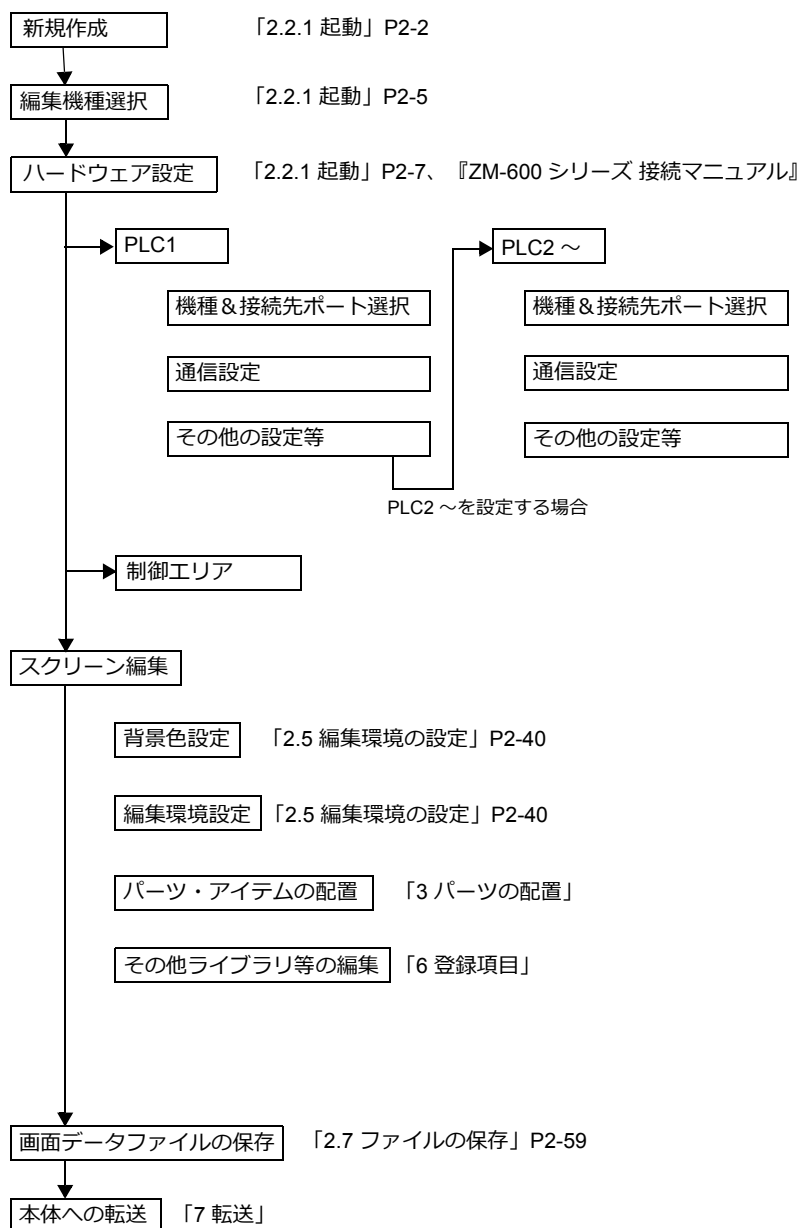 新規作成 「2.2.1 起動」P2-2
編集機種選択 「2.2.1 起動」P2-5
ハードウェア設定 「2.2.1 起動」P2-7、『ZM-600 シリーズ 接続マニュアル』
PLC1 PLC2 ～
機種＆接続先ポート選択 機種＆接続先ポート選択
通信設定 通信設定
その他の設定等 その他の設定等
PLC2 ～を設定する場合
制御エリア
スクリーン編集
背景色設定 「2.5 編集環境の設定」P2-40
編集環境設定 「2.5 編集環境の設定」P2-40
パーツ・アイテムの配置 「3 パーツの配置」
その他ライブラリ等の編集 「6 登録項目」
画面データファイルの保存 「2.7 ファイルの保存」P2-59
本体への転送 「7 転送」